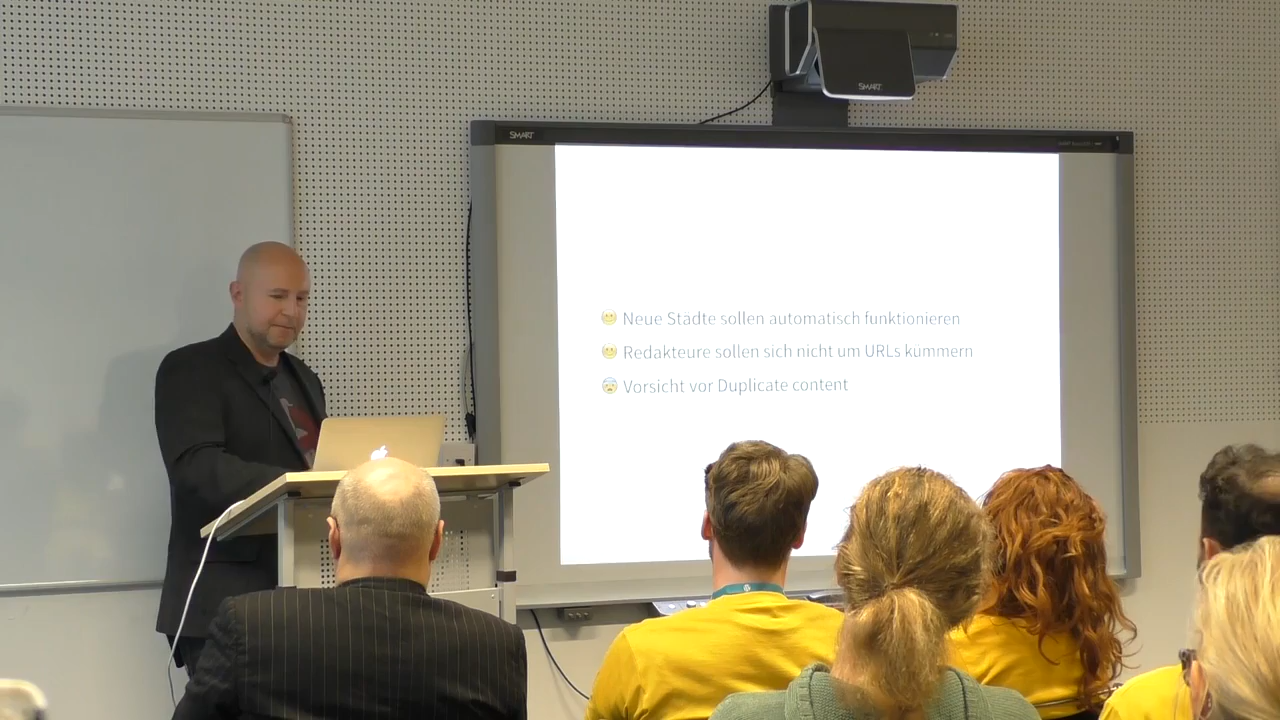 SMART
SMART
😀 Neue Städte sollen automatisch funktionieren
😀 Redakteure sollen sich nicht um URLs kümmern
😨 Vorsicht vor Duplicate content